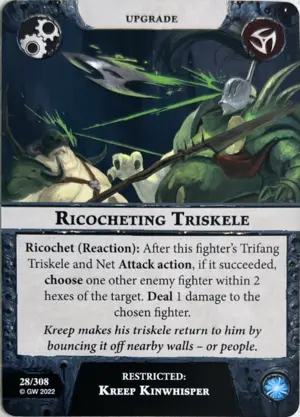 UPGRADE
RICOCHETING TRISKELE
Ricochet (Reaction): After this fighter's Trifang
Triskele and Net Attack action, if it succeeded,
choose one other enemy fighter within 2
hexes of the target. Deal 1 damage to the
chosen fighter.
Kreep makes his triskele return to him by
bouncing it off nearby walls – or people.
28/308
© GW 2022
RESTRICTED:
KREEP KINWHISPER